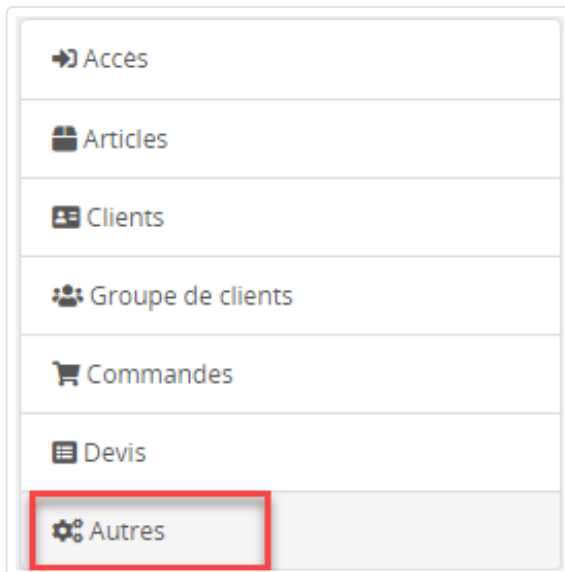 Accès
Articles
Clients
Groupe de clients
Commandes
Devis
Autres